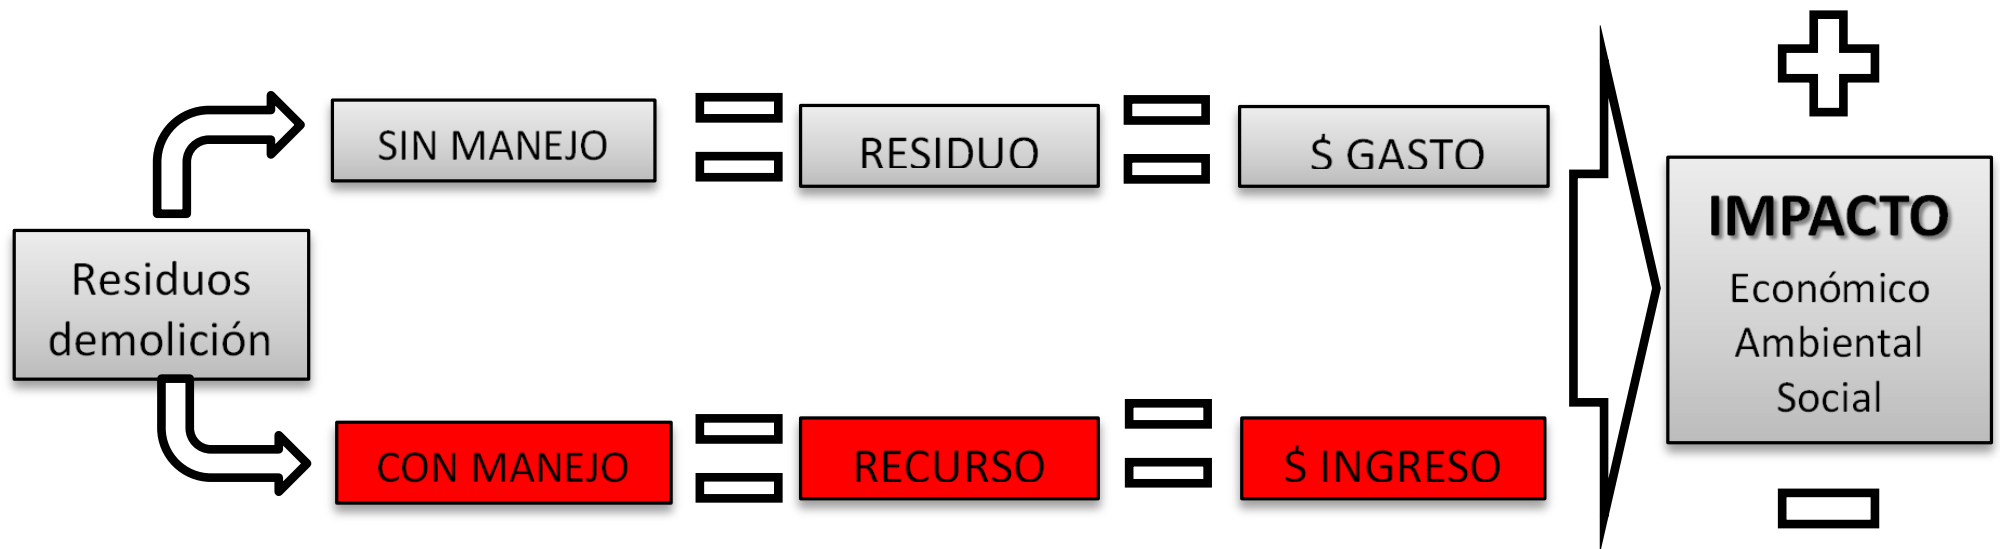 SIN MANEJO
RESIDUO
$ GASTO
Residuos
demolición
CON MANEJO
RECURSO
$ INGRESO
IMPACTO
Económico
Ambiental
Social